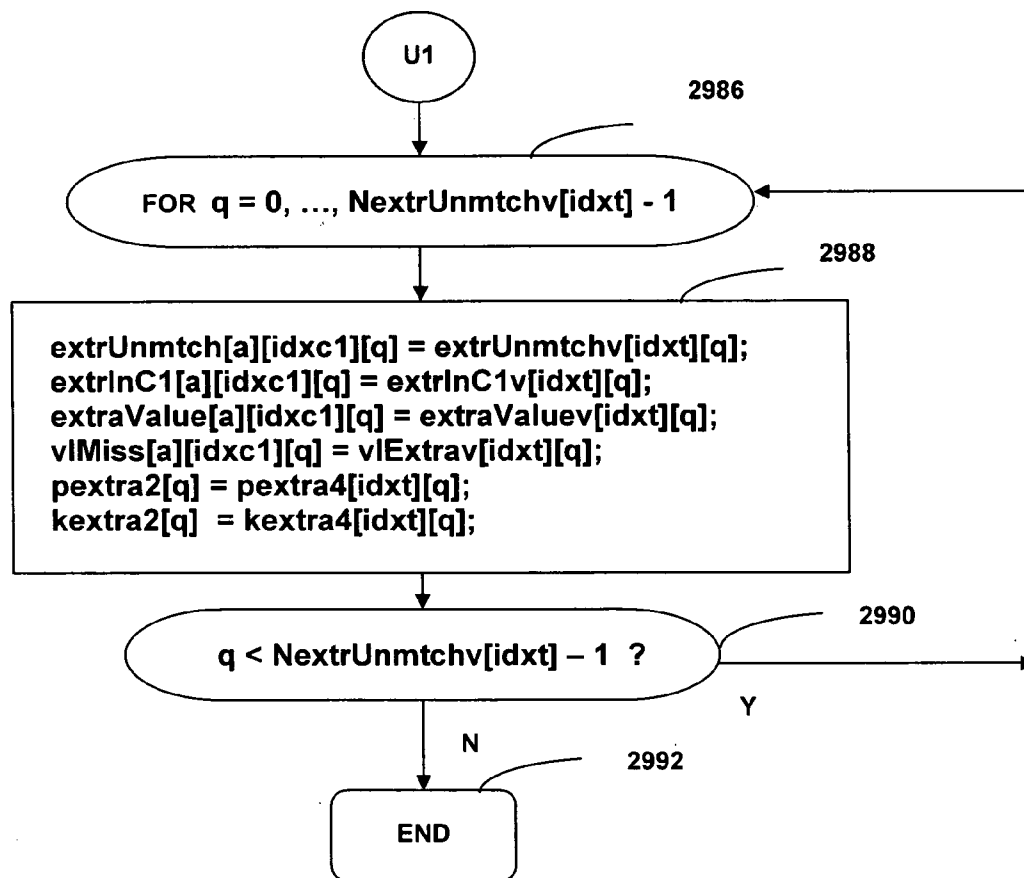 U1
2986
FOR q = 0, ..., NextrUnmtchv[idxt] - 1
2988
extrUnmtch[a][idxc1][q] = extrUnmtchv[idxt][q];
extrInC1[a][idxc1][q] = extrInC1v[idxt][q];
extraValue[a][idxc1][q] = extraValuev[idxt][q];
vlMiss[a][idxc1][q] = vlExtrav[idxt][q];
pextra2[q] = pextra4[idxt][q];
kextra2[q] = kextra4[idxt][q];
2990
q < NextrUnmtchv[idxt] – 1 ?
Y
N
2992
END